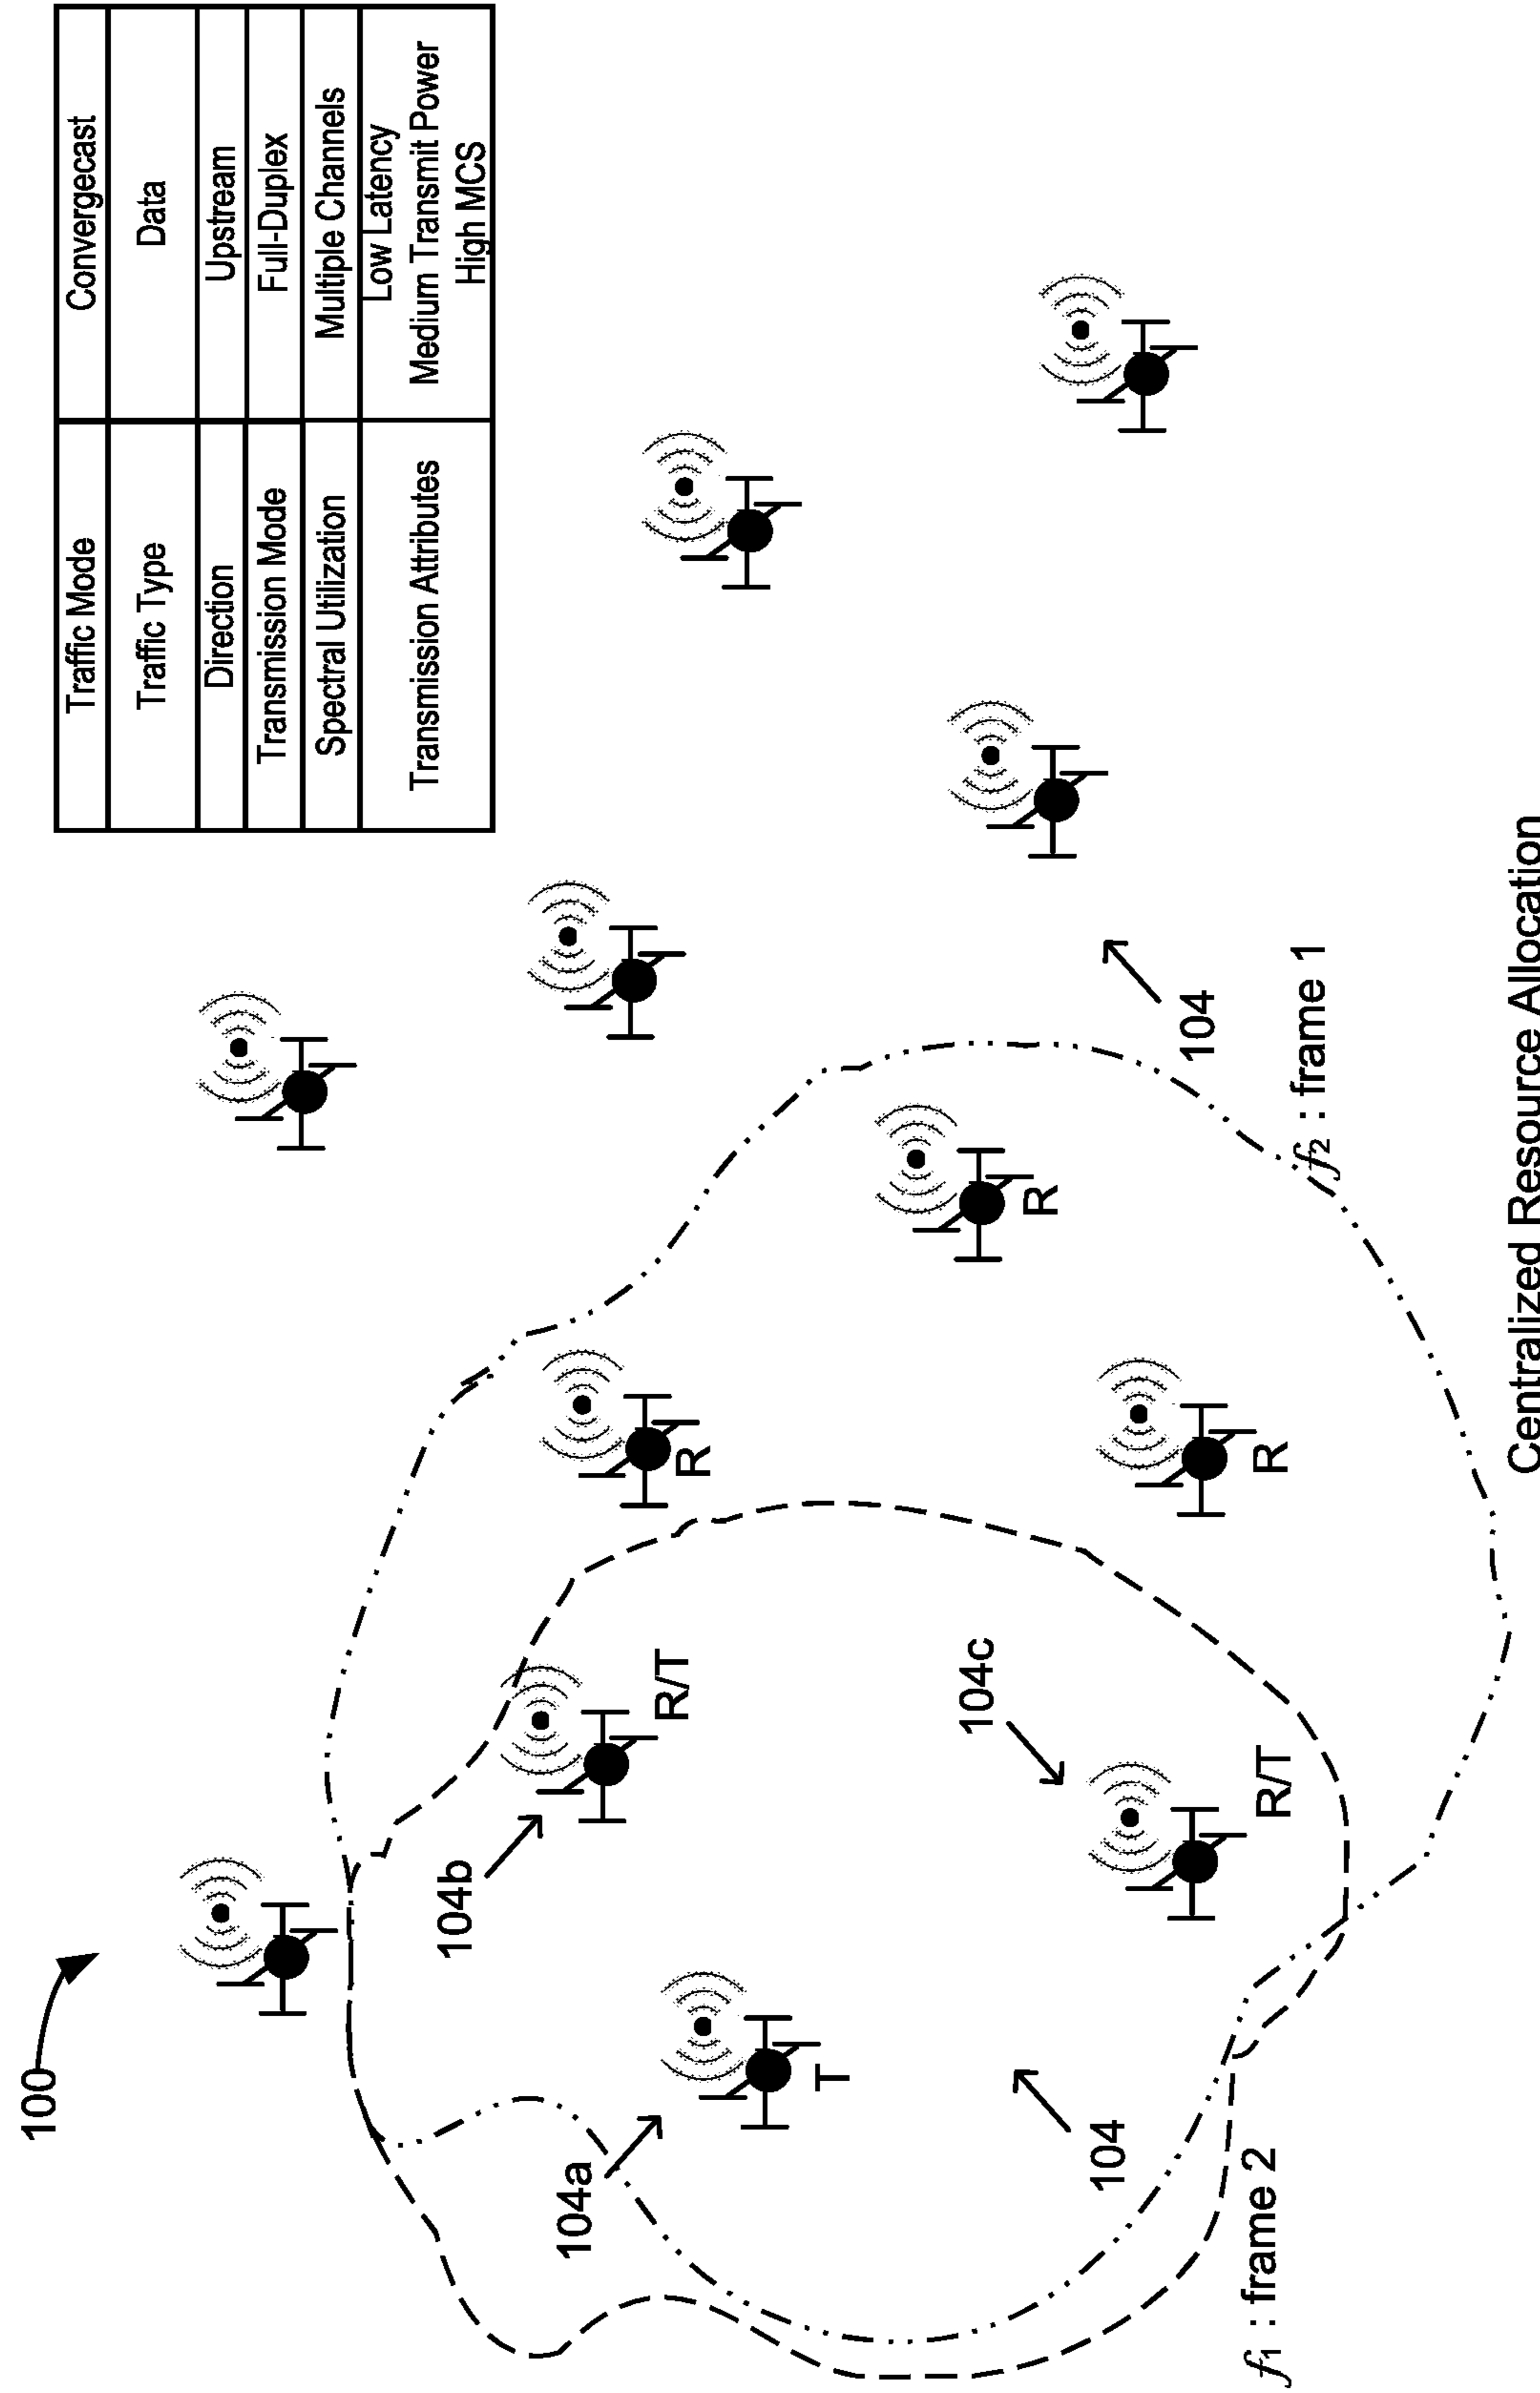 100
Traffic Mode Convergecast
Traffic Type Data
Direction Upstream
Transmission Mode Full-Duplex
Spectral Utilization Multiple Channels
Transmission Attributes Low Latency
Medium Transmit Power
High MCS
104b
R/T
R
104a
T
R
104c
R/T
R
104
104
f1 : frame 2
f2 : frame 1
Centralized Resource Allocation